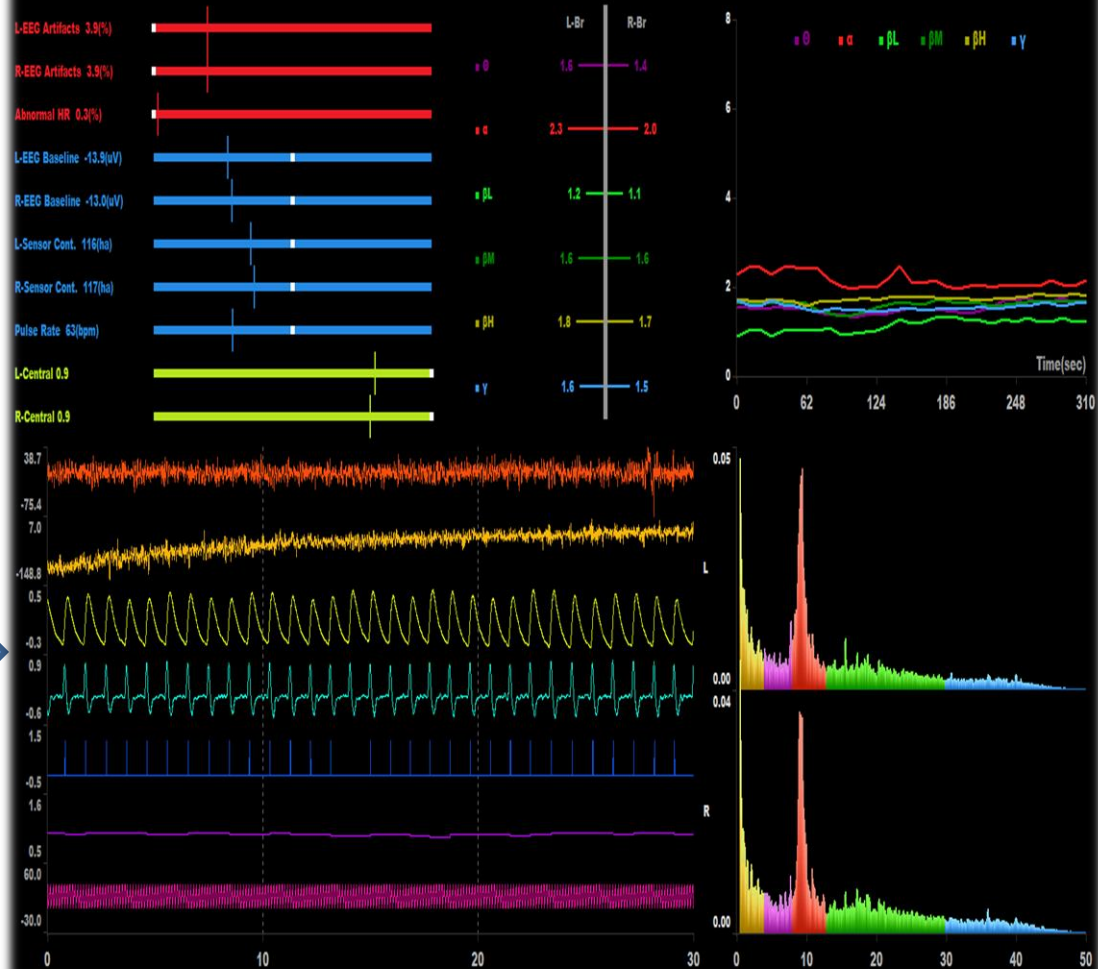 L-EEG Artifacts 3.9(%)
R-EEG Artifacts 3.9(%)
Abnormal HR 0.3(%)
L-EEG Baseline -13.9(uV)
R-EEG Baseline -13.0(uV)
L-Sensor Cont. 116(ha)
R-Sensor Cont. 117(ha)
Pulse Rate 63(bpm)
L-Central 0.9
R-Central 0.9
L-Br R-Br
θ 1.6 1.4
α 2.3 2.0
βL 1.2 1.1
βM 1.6 1.6
βH 1.8 1.7
γ 1.6 1.5
θ α βL βM βH γ
8
6
4
2
0
Time(sec)
0 62 124 186 248 310
38.7
-75.4
7.0
-148.8
0.5
-0.3
0.9
-0.6
1.5
-0.5
1.6
0.5
60.0
-30.0
0 10 20 30
L
0.05
0.00
R
0.04
0.00
0 10 20 30 40 50